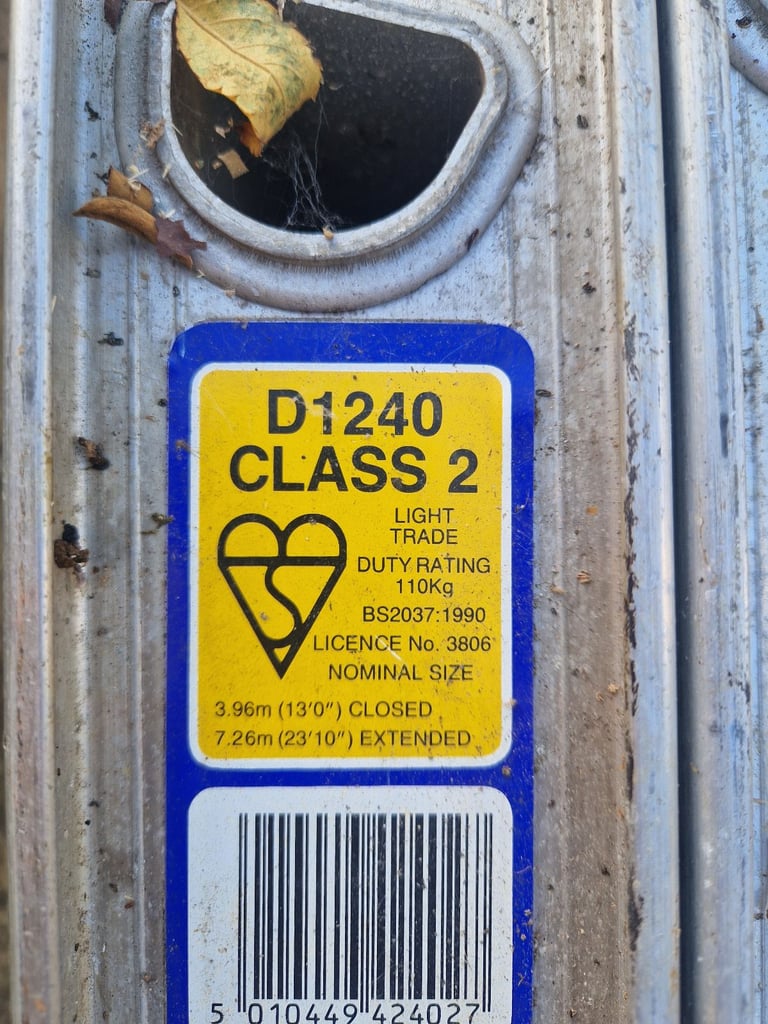 D1240
CLASS 2
LIGHT
TRADE
DUTY RATING
110Kg
BS2037:1990
LICENCE No. 3806
NOMINAL SIZE
3.96m (13'0") CLOSED
7.26m (23'10") EXTENDED
5 010449 424027